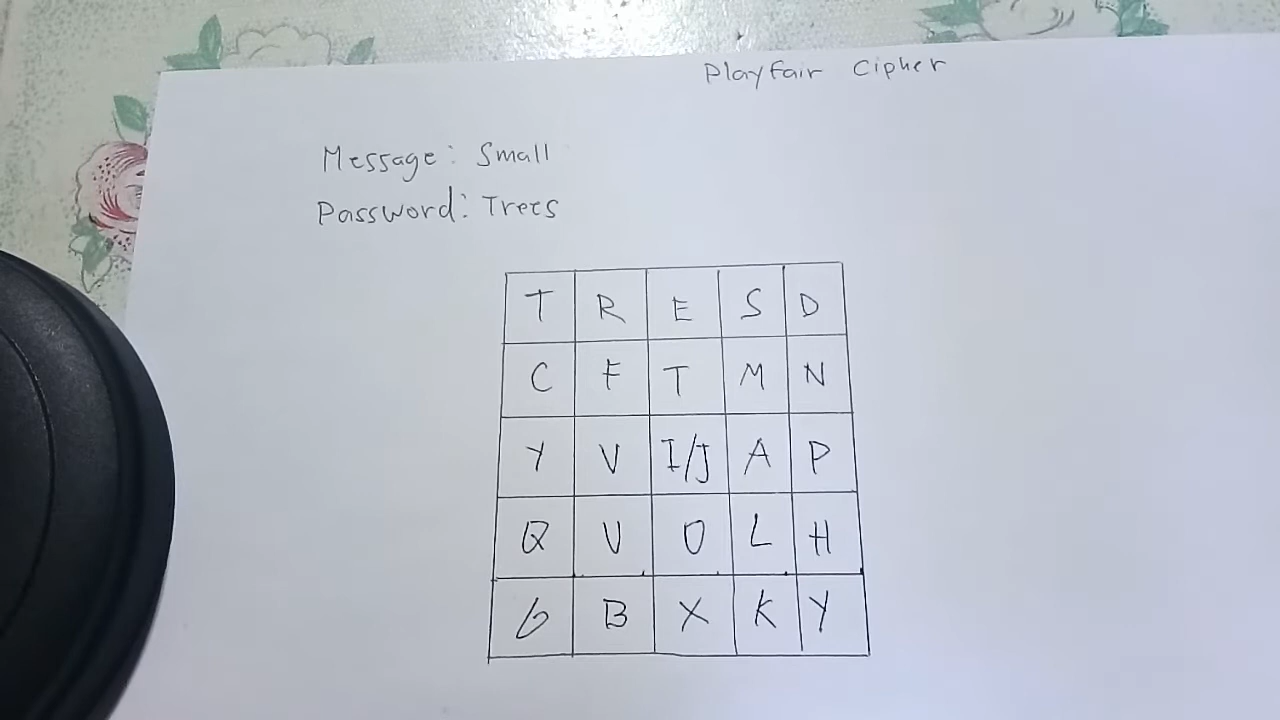 Playfair Cipher
Message: Small
Password: Trees
T R E S D
C F T M N
Y V I/J A P
Q U O L H
G B X K Y